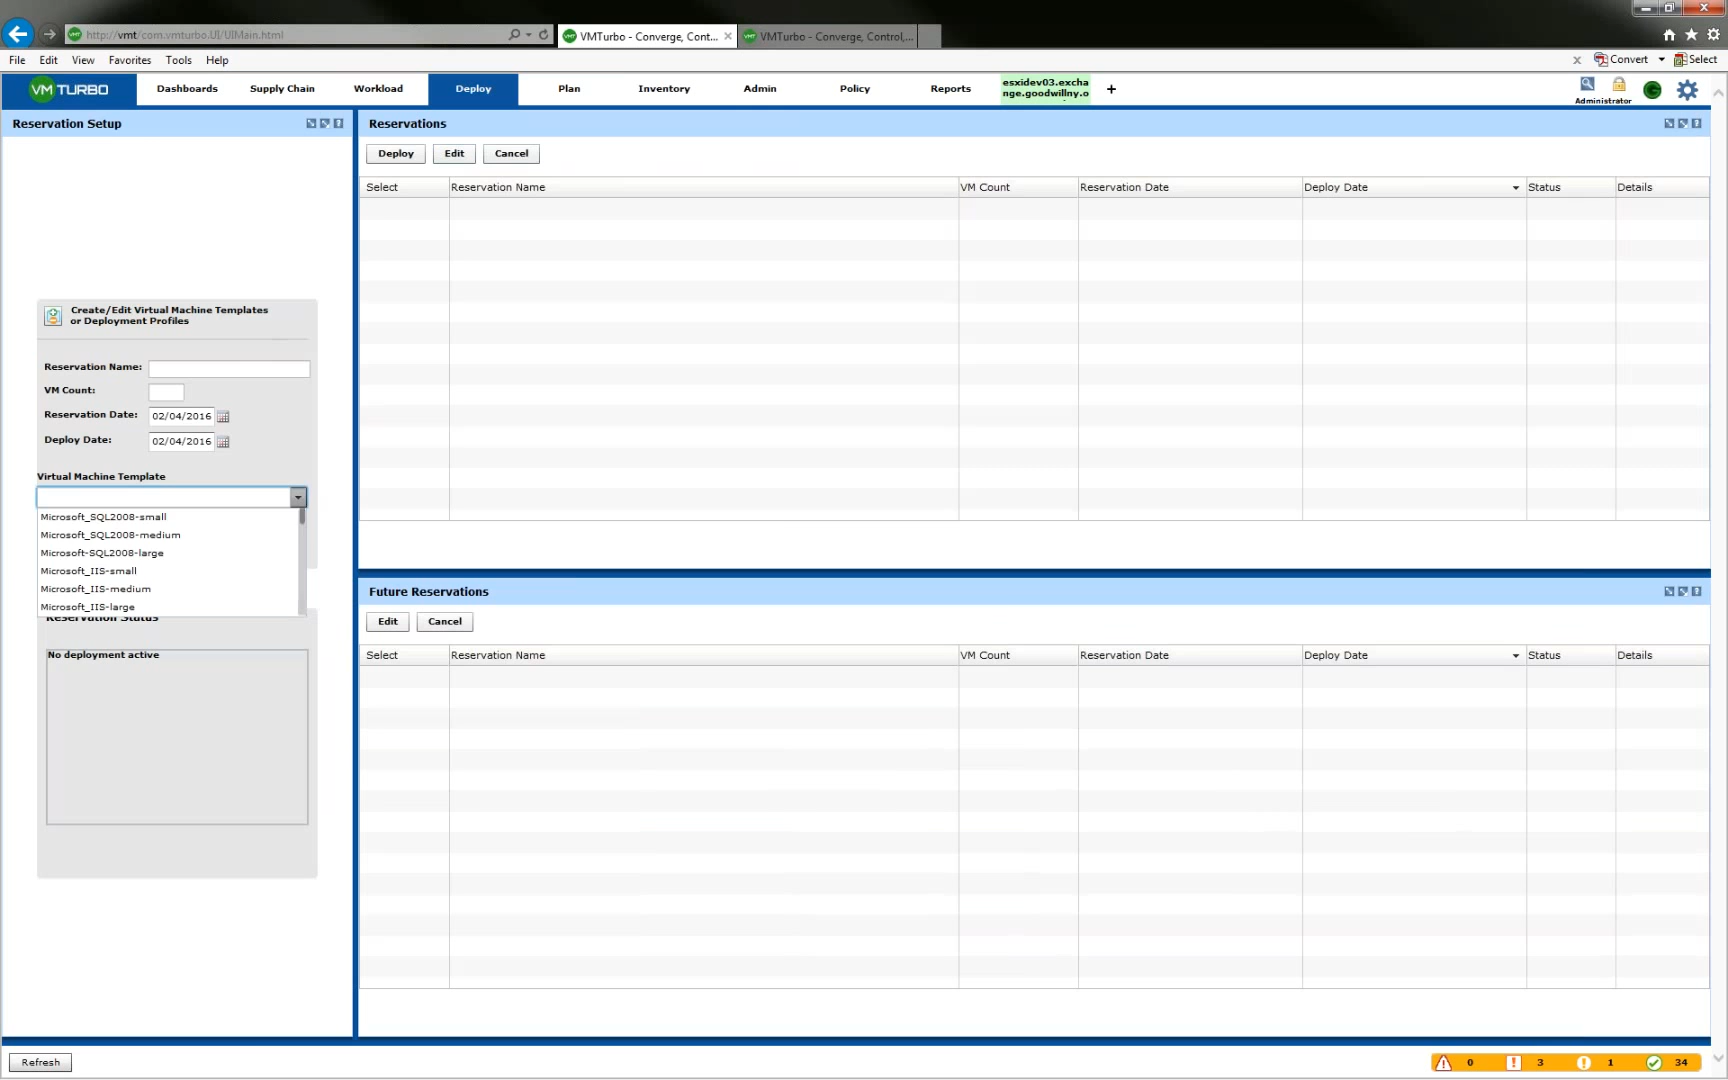 http://vmt/com.vmturbo.UI/UIMain.html
VMTurbo - Converge, Cont...
VMTurbo - Converge, Control,...
File Edit View Favorites Tools Help
Convert
Select
VMTURBO
Dashboards
Supply Chain
Workload
Deploy
Plan
Inventory
Admin
Policy
Reports
esxidev03.excha
nge.goodwillny.o
+
Administrator
Reservation Setup
Create/Edit Virtual Machine Templates
or Deployment Profiles
Reservation Name:
VM Count:
Reservation Date: 02/04/2016
Deploy Date: 02/04/2016
Virtual Machine Template
Microsoft_SQL2008-small
Microsoft_SQL2008-medium
Microsoft-SQL2008-large
Microsoft_IIS-small
Microsoft_IIS-medium
Microsoft_IIS-large
Reservation Status
No deployment active
Reservations
Deploy Edit Cancel
Select Reservation Name VM Count Reservation Date Deploy Date Status Details
Future Reservations
Edit Cancel
Select Reservation Name VM Count Reservation Date Deploy Date Status Details
Refresh
0 3 1 34